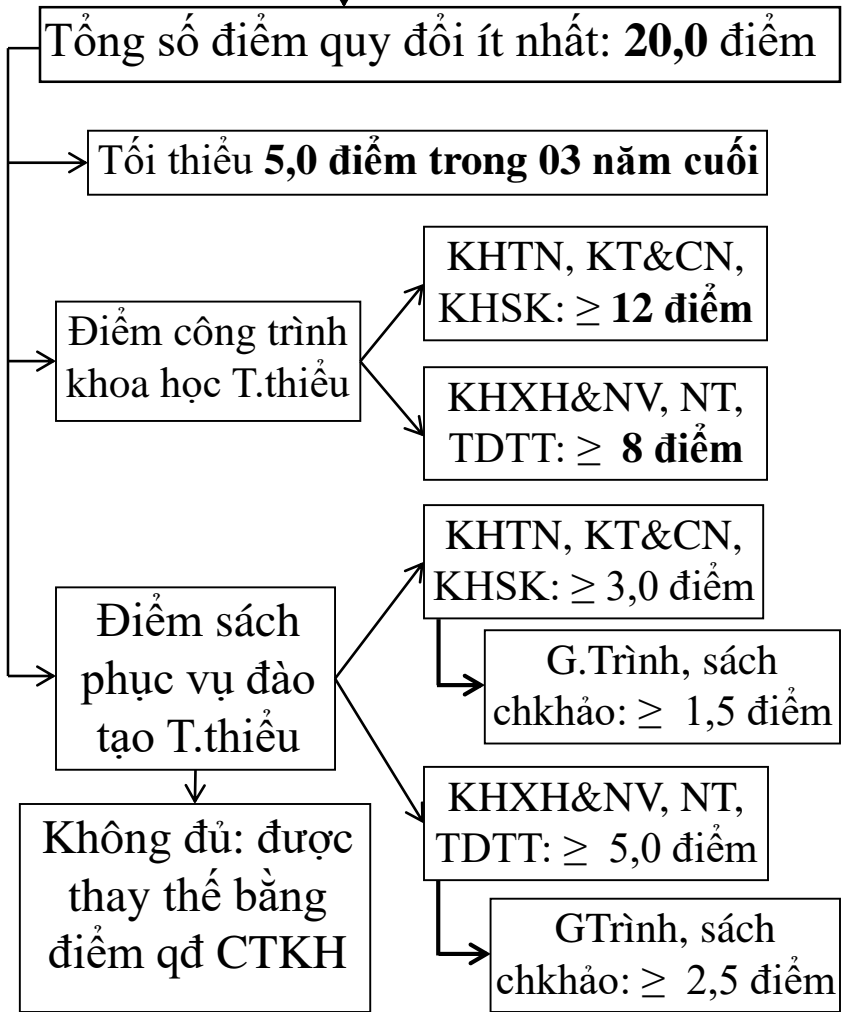 Tổng số điểm quy đổi ít nhất: 20,0 điểm
Tối thiểu 5,0 điểm trong 03 năm cuối
Điểm công trình
khoa học T.thiểu
KHTN, KT&CN,
KHSK: ≥ 12 điểm
KHXH&NV, NT,
TDTT: ≥ 8 điểm
Điểm sách
phục vụ đào
tạo T.thiểu
KHTN, KT&CN,
KHSK: ≥ 3,0 điểm
G.Trình, sách
chkhảo: ≥ 1,5 điểm
KHXH&NV, NT,
TDTT: ≥ 5,0 điểm
GTrình, sách
chkhảo: ≥ 2,5 điểm
Không đủ: được
thay thế bằng
điểm qđ CTKH